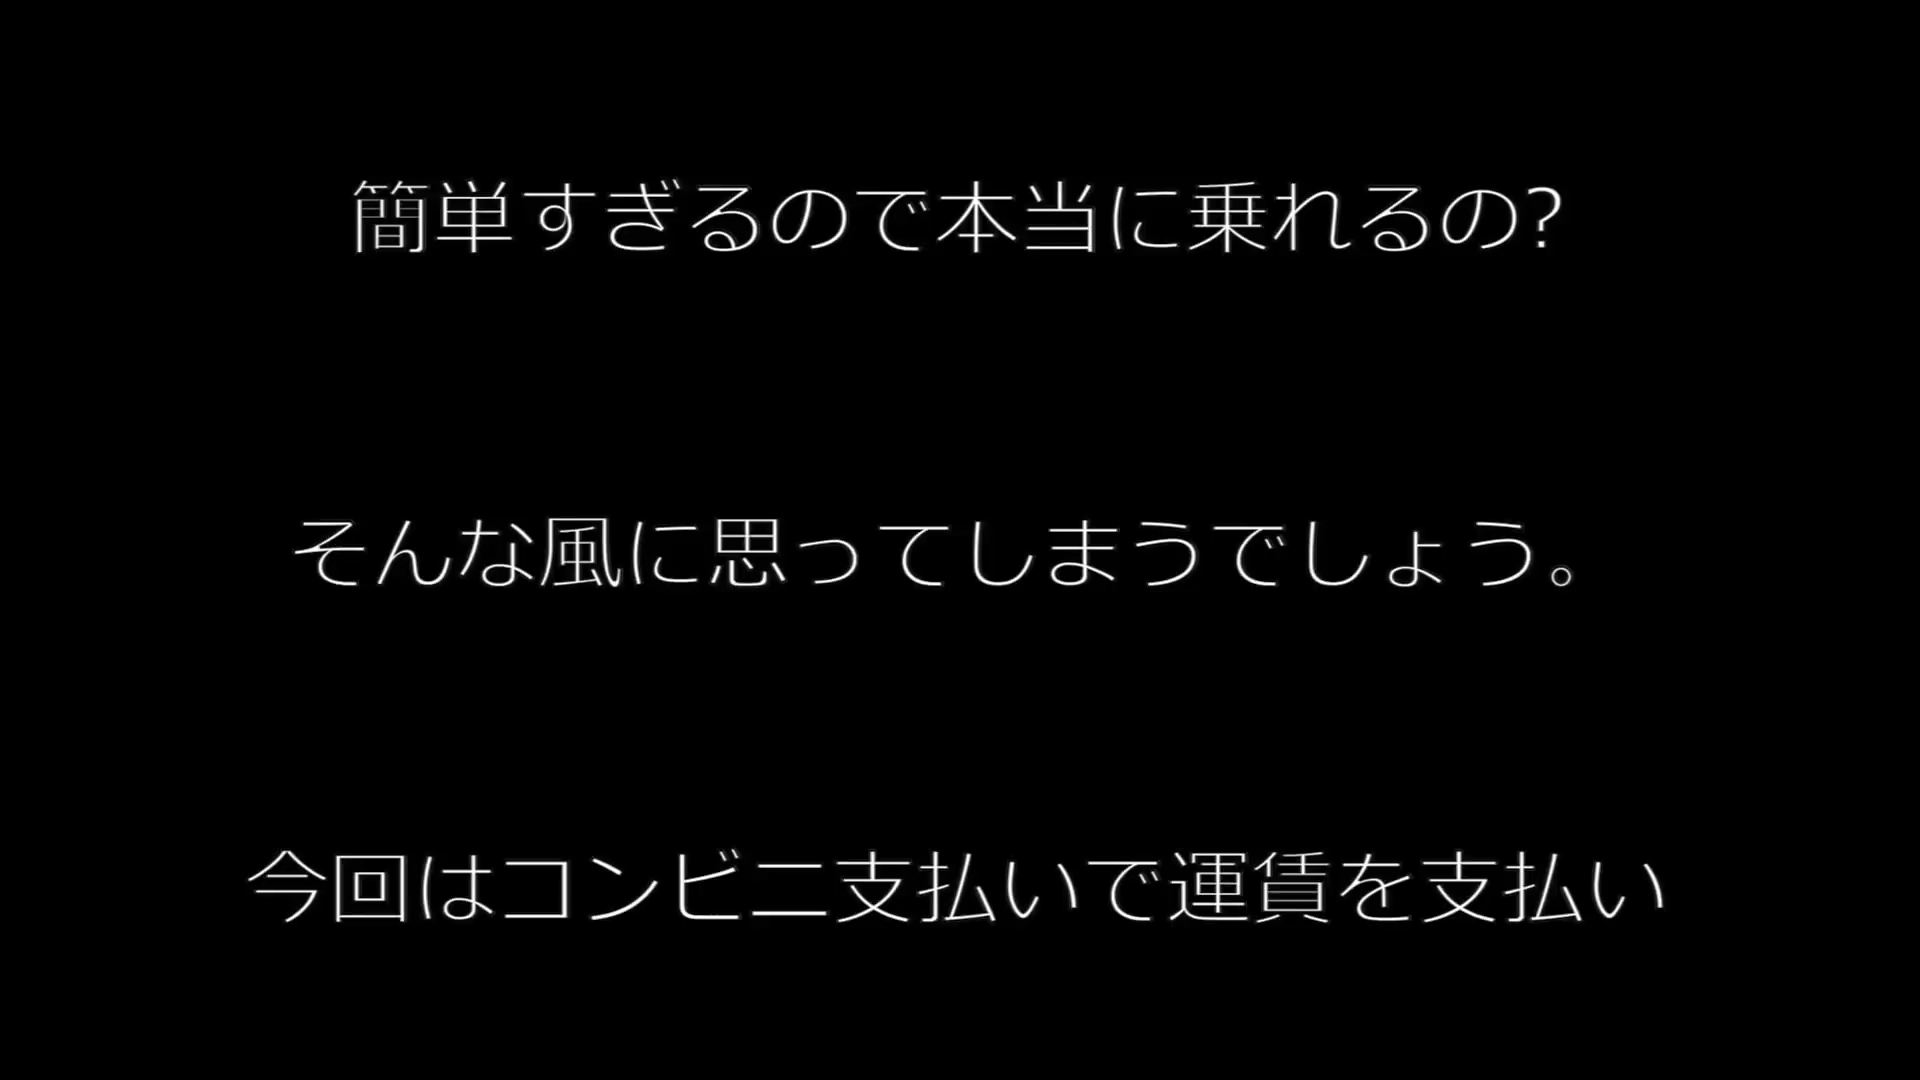 簡単すぎるので本当に乗れるの?
そんな風に思ってしまうでしょう。
今回はコンビニ支払いで運賃を支払い